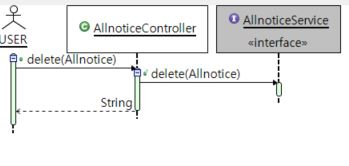 USER
C AllnoticeController
I AllnoticeService
«interface»
delete(Allnotice)
delete(Allnotice)
String